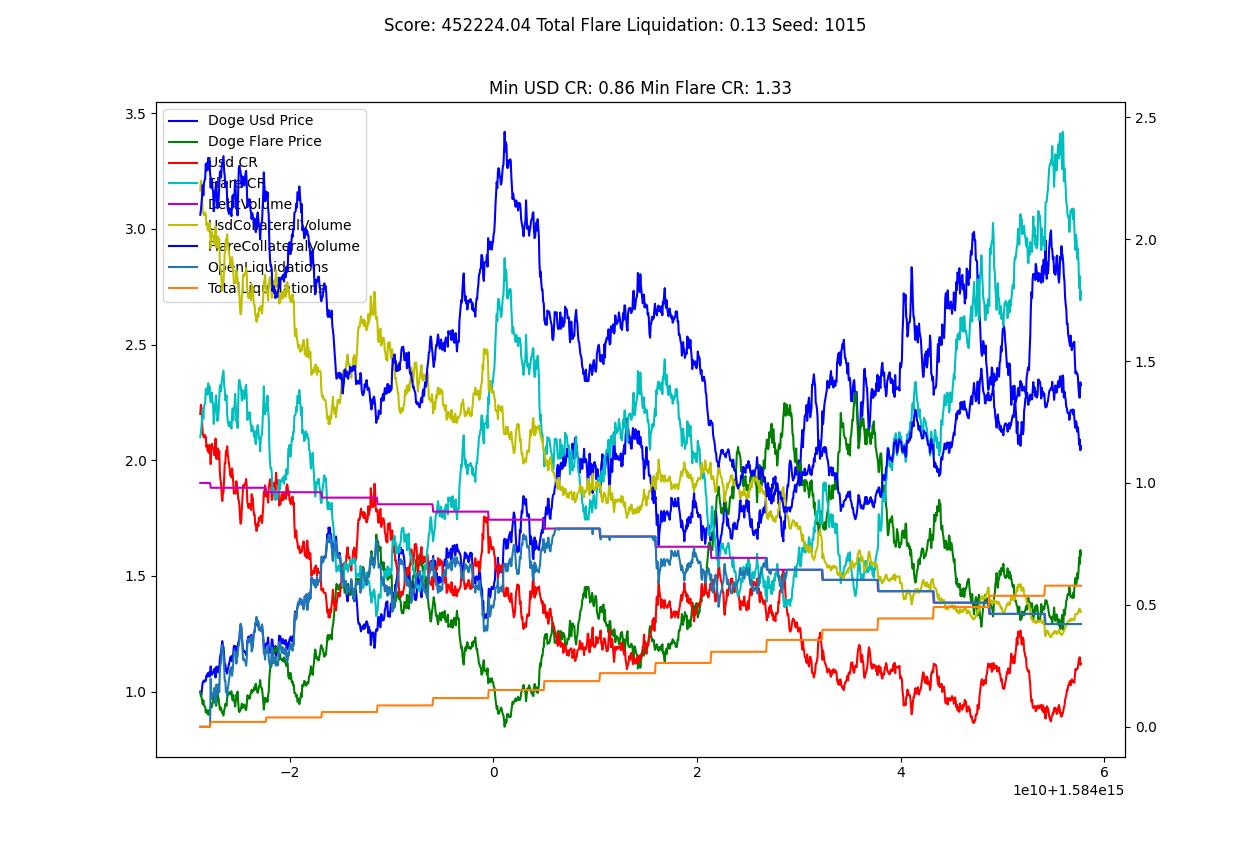 Score: 452224.04 Total Flare Liquidation: 0.13 Seed: 1015
Min USD CR: 0.86 Min Flare CR: 1.33
Doge Usd Price
Doge Flare Price
Usd CR
Flare CR
DebtVolume
UsdCollateralVolume
FlareCollateralVolume
OpenLiquidations
TotalLiquidations
3.5
3.0
2.5
2.0
1.5
1.0
2.5
2.0
1.5
1.0
0.5
0.0
−2
0
2
4
6
1e10+1.584e15